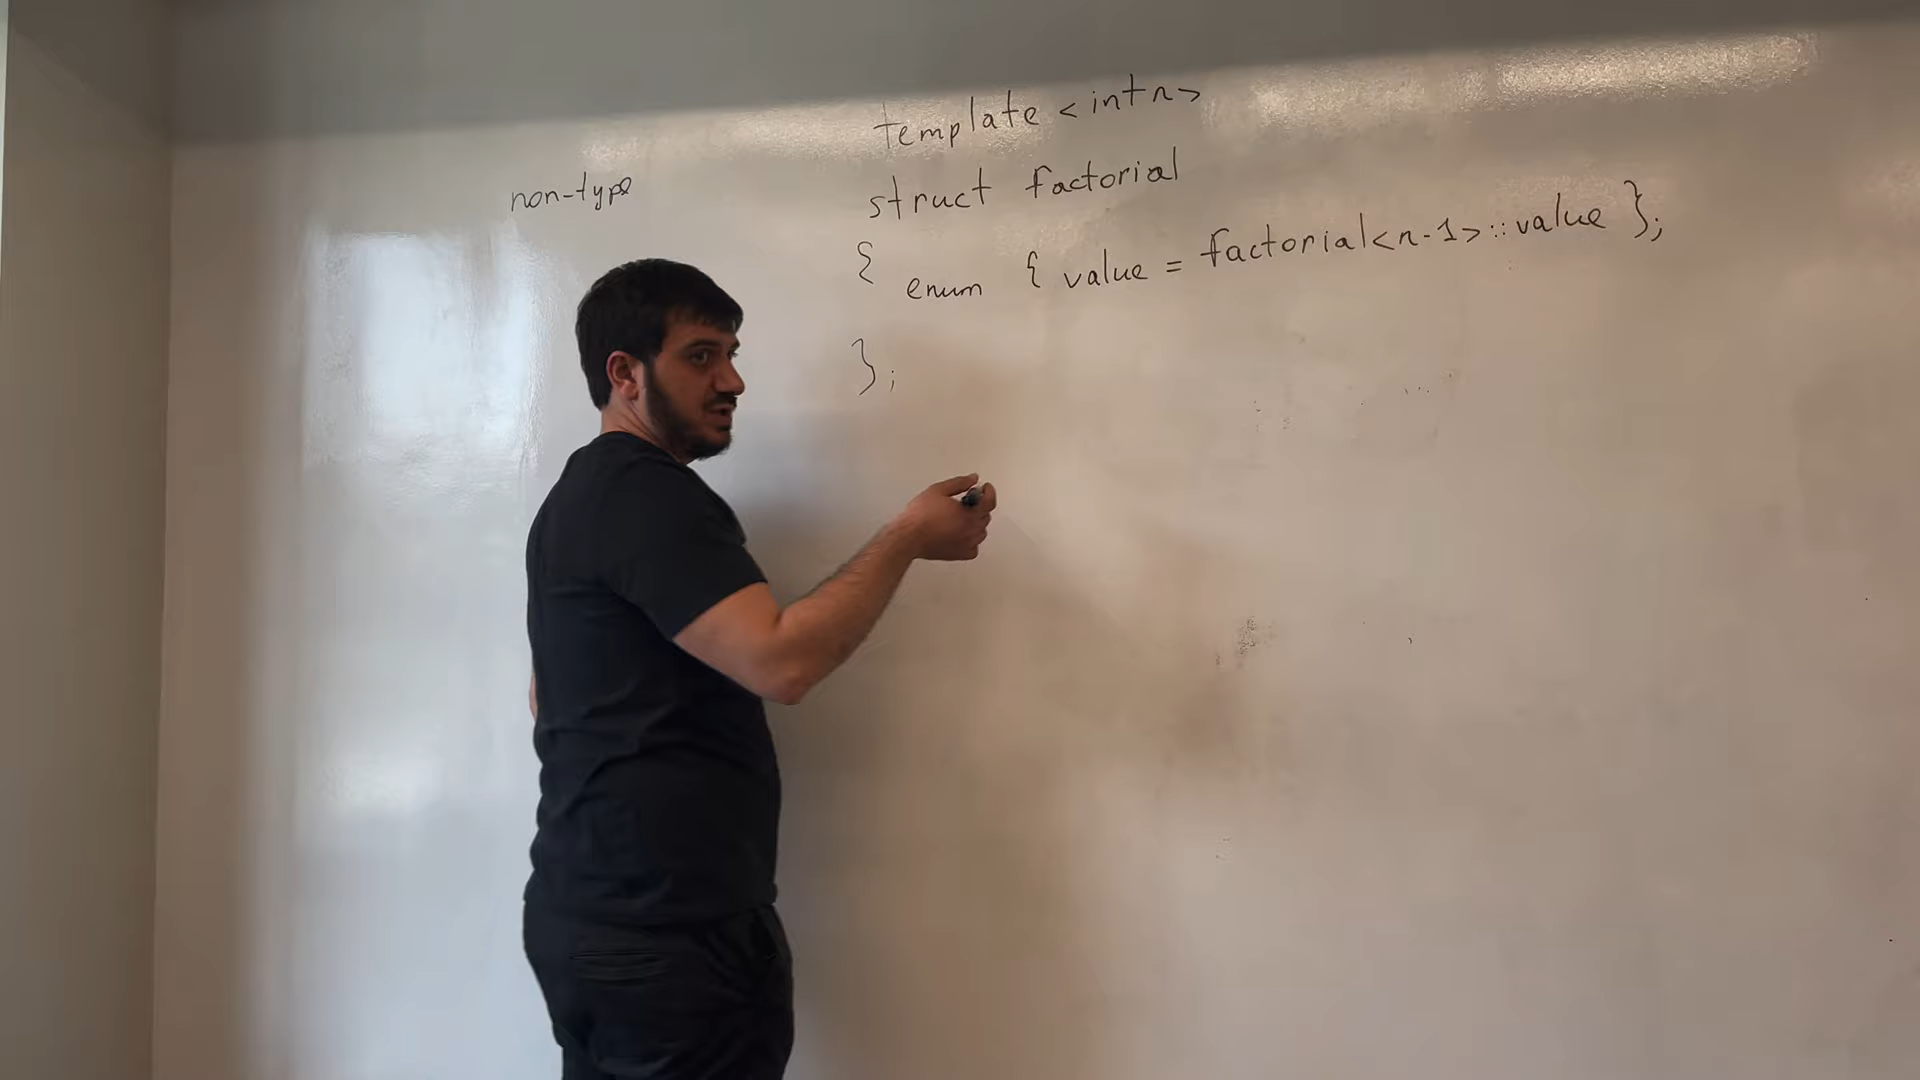 template <int n>
non-type
struct factorial
{ enum { value = factorial<n-1>::value };
};